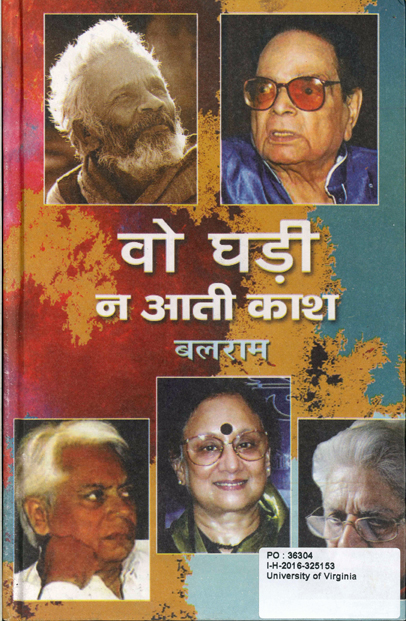 वो घड़ी
न आती काश
बलराम
PO : 36304
I-H-2016-325153
University of Virginia